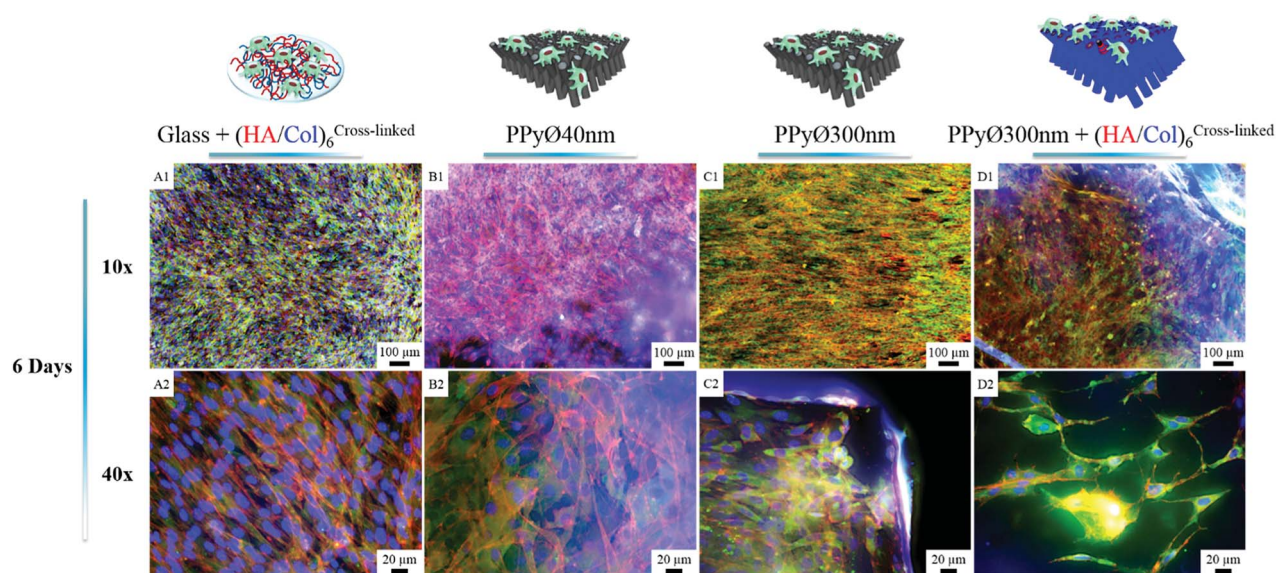 Glass + (HA/Col)₆Cross-linked
PPyØ40nm
PPyØ300nm
PPyØ300nm + (HA/Col)₆Cross-linked
6 Days
10x
A1
100 µm
B1
100 µm
C1
100 µm
D1
100 µm
40x
A2
20 µm
B2
20 µm
C2
20 µm
D2
20 µm